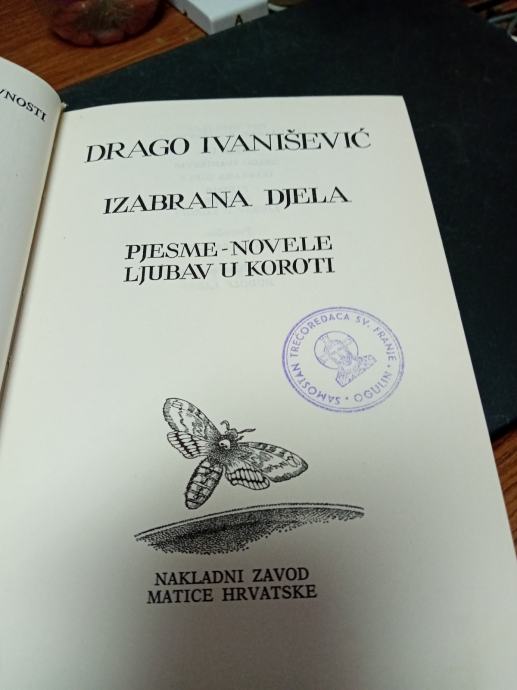 VNOSTI
DRAGO IVANIŠEVIĆ
IZABRANA DJELA
PJESME-NOVELE
LJUBAV U KOROTI
SAMOSTAN TREĆOREDACA SV. FRANJE • OGULIN •
NAKLADNI ZAVOD
MATICE HRVATSKE
A